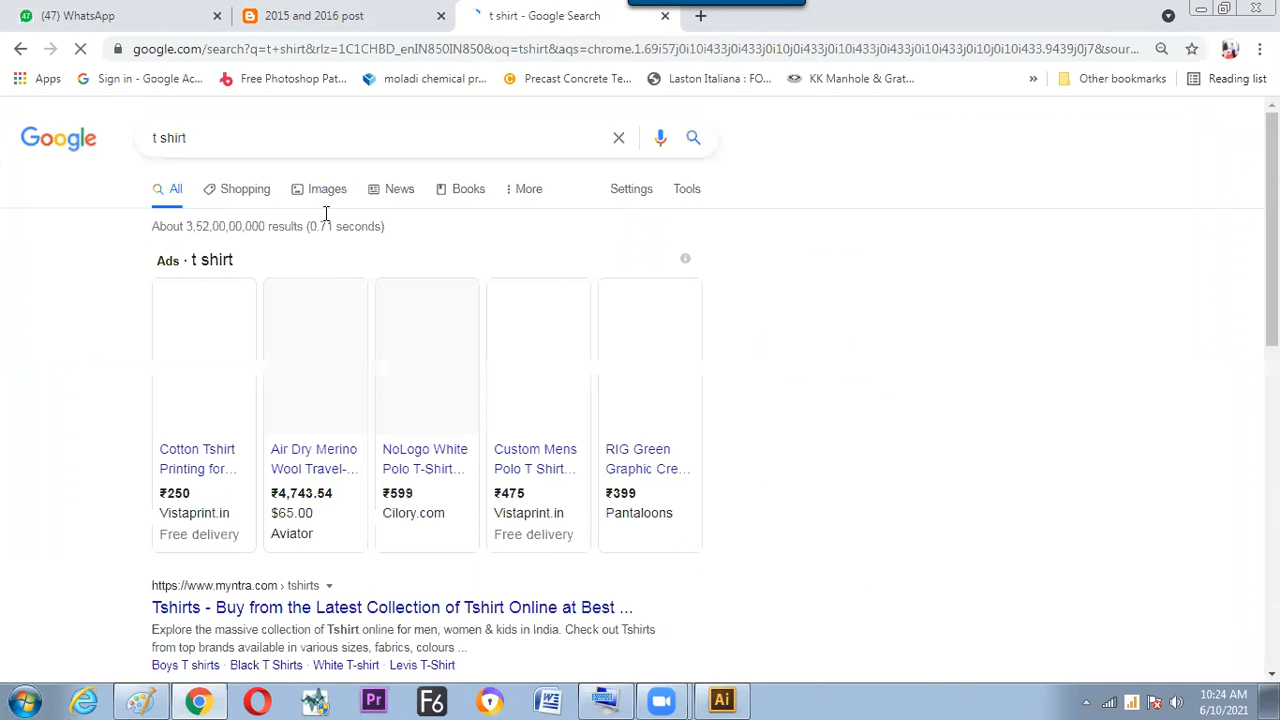 (47) WhatsApp
2015 and 2016 post
t shirt - Google Search
google.com/search?q=t+shirt&rlz=1C1CHBD_enIN850IN850&oq=tshirt&aqs=chrome.1.69i57j0i10i433j0i433j0i10j0i10i433j0i10i433j0i433j0i10i433j0i10j0i10i433.9439j0j7&sour...
Apps
Sign in - Google Ac...
Free Photoshop Pat...
moladi chemical pr...
Precast Concrete Te...
Laston Italiana : FO...
KK Manhole & Grat...
»
Other bookmarks
Reading list
Google
t shirt
All Shopping Images News Books More Settings Tools
About 3,52,00,00,000 results (0.71 seconds)
Ads · t shirt
Cotton Tshirt
Printing for...
₹250
Vistaprint.in
Free delivery
Air Dry Merino
Wool Travel-...
₹4,743.54
$65.00
Aviator
NoLogo White
Polo T-Shirt...
₹599
Cilory.com
Custom Mens
Polo T Shirt...
₹475
Vistaprint.in
Free delivery
RIG Green
Graphic Cre...
₹399
Pantaloons
https://www.myntra.com › tshirts
Tshirts - Buy from the Latest Collection of Tshirt Online at Best ...
Explore the massive collection of Tshirt online for men, women & kids in India. Check out Tshirts
from top brands available in various sizes, fabrics, colours ...
Boys T shirts · Black T Shirts · White T-shirt · Levis T-Shirt
Pr
F6
W
Ai
10:24 AM
6/10/2021